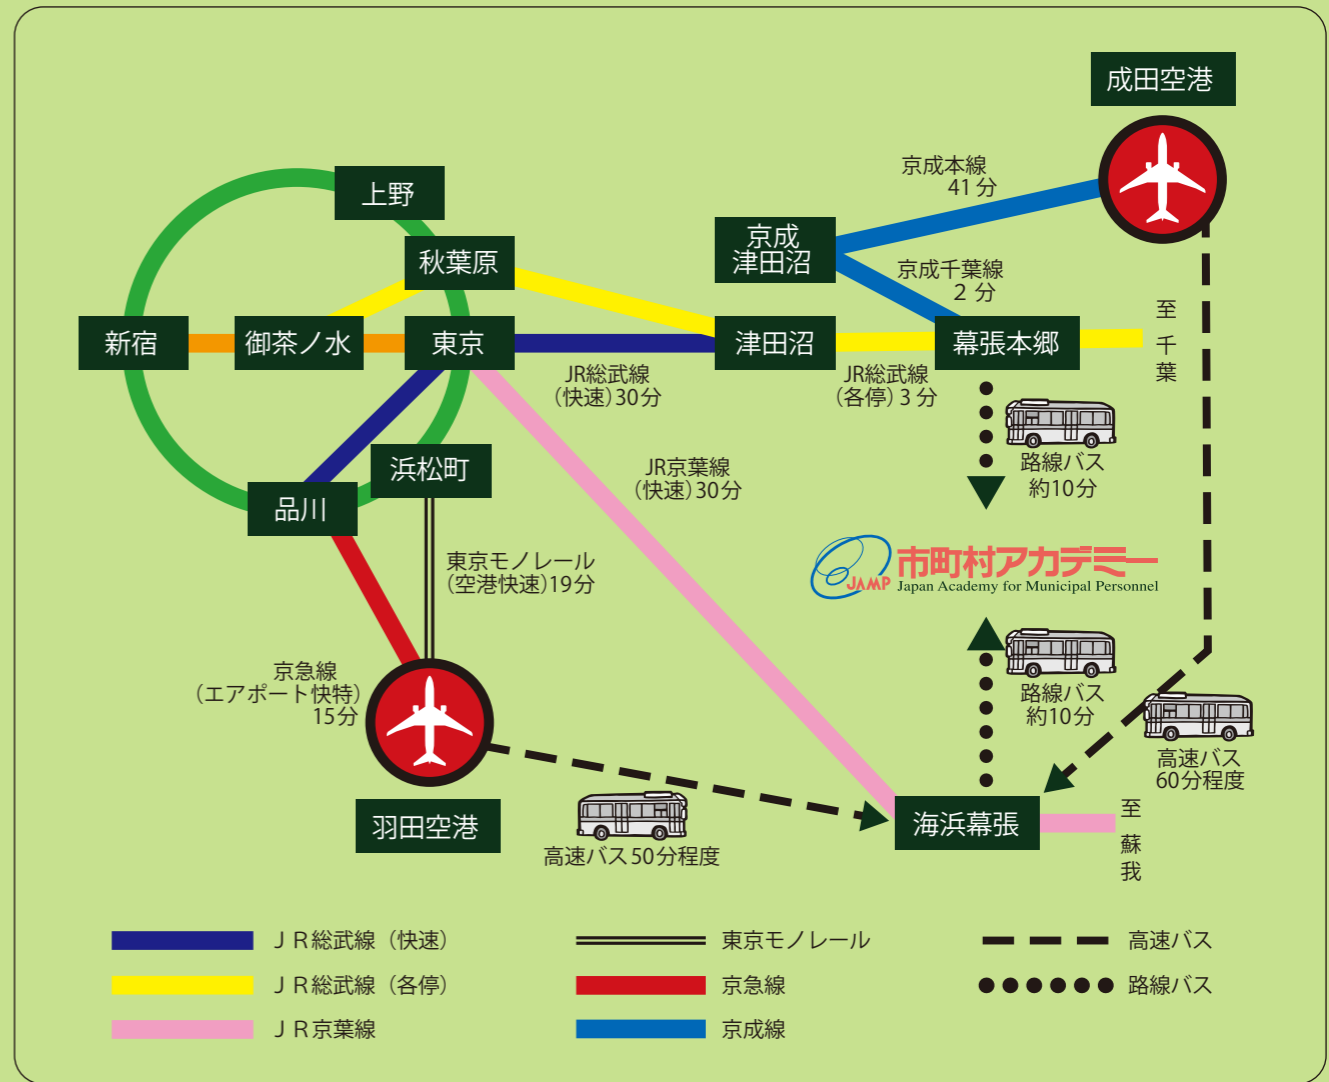 成田空港
京成本線
41分
上野
京成
津田沼
秋葉原
京成千葉線
2 分
至千葉
新宿
御茶ノ水
東京
津田沼
幕張本郷
JR総武線
(快速)30分
JR総武線
(各停) 3 分
路線バス
約10分
浜松町
JR京葉線
(快速)30分
品川
東京モノレール
(空港快速)19分
JAMP 市町村アカデミー
Japan Academy for Municipal Personnel
京急線
(エアポート快特)
15分
路線バス
約10分
高速バス
60分程度
羽田空港
高速バス50分程度
海浜幕張
至蘇我
JR総武線(快速)
東京モノレール
高速バス
JR総武線(各停)
京急線
路線バス
JR京葉線
京成線